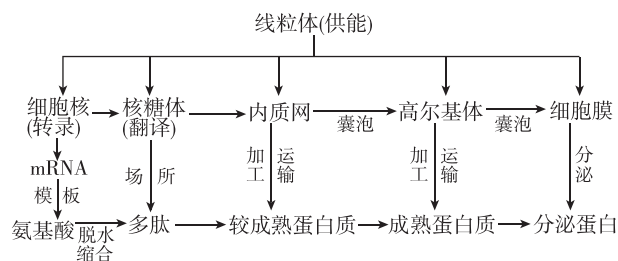 线粒体(供能)
细胞核
(转录)
核糖体
(翻译)
内质网
囊泡
高尔基体
囊泡
细胞膜
mRNA
模板
场所
加工
运输
加工
运输
分泌
氨基酸
脱水
缩合
多肽
较成熟蛋白质
成熟蛋白质
分泌蛋白